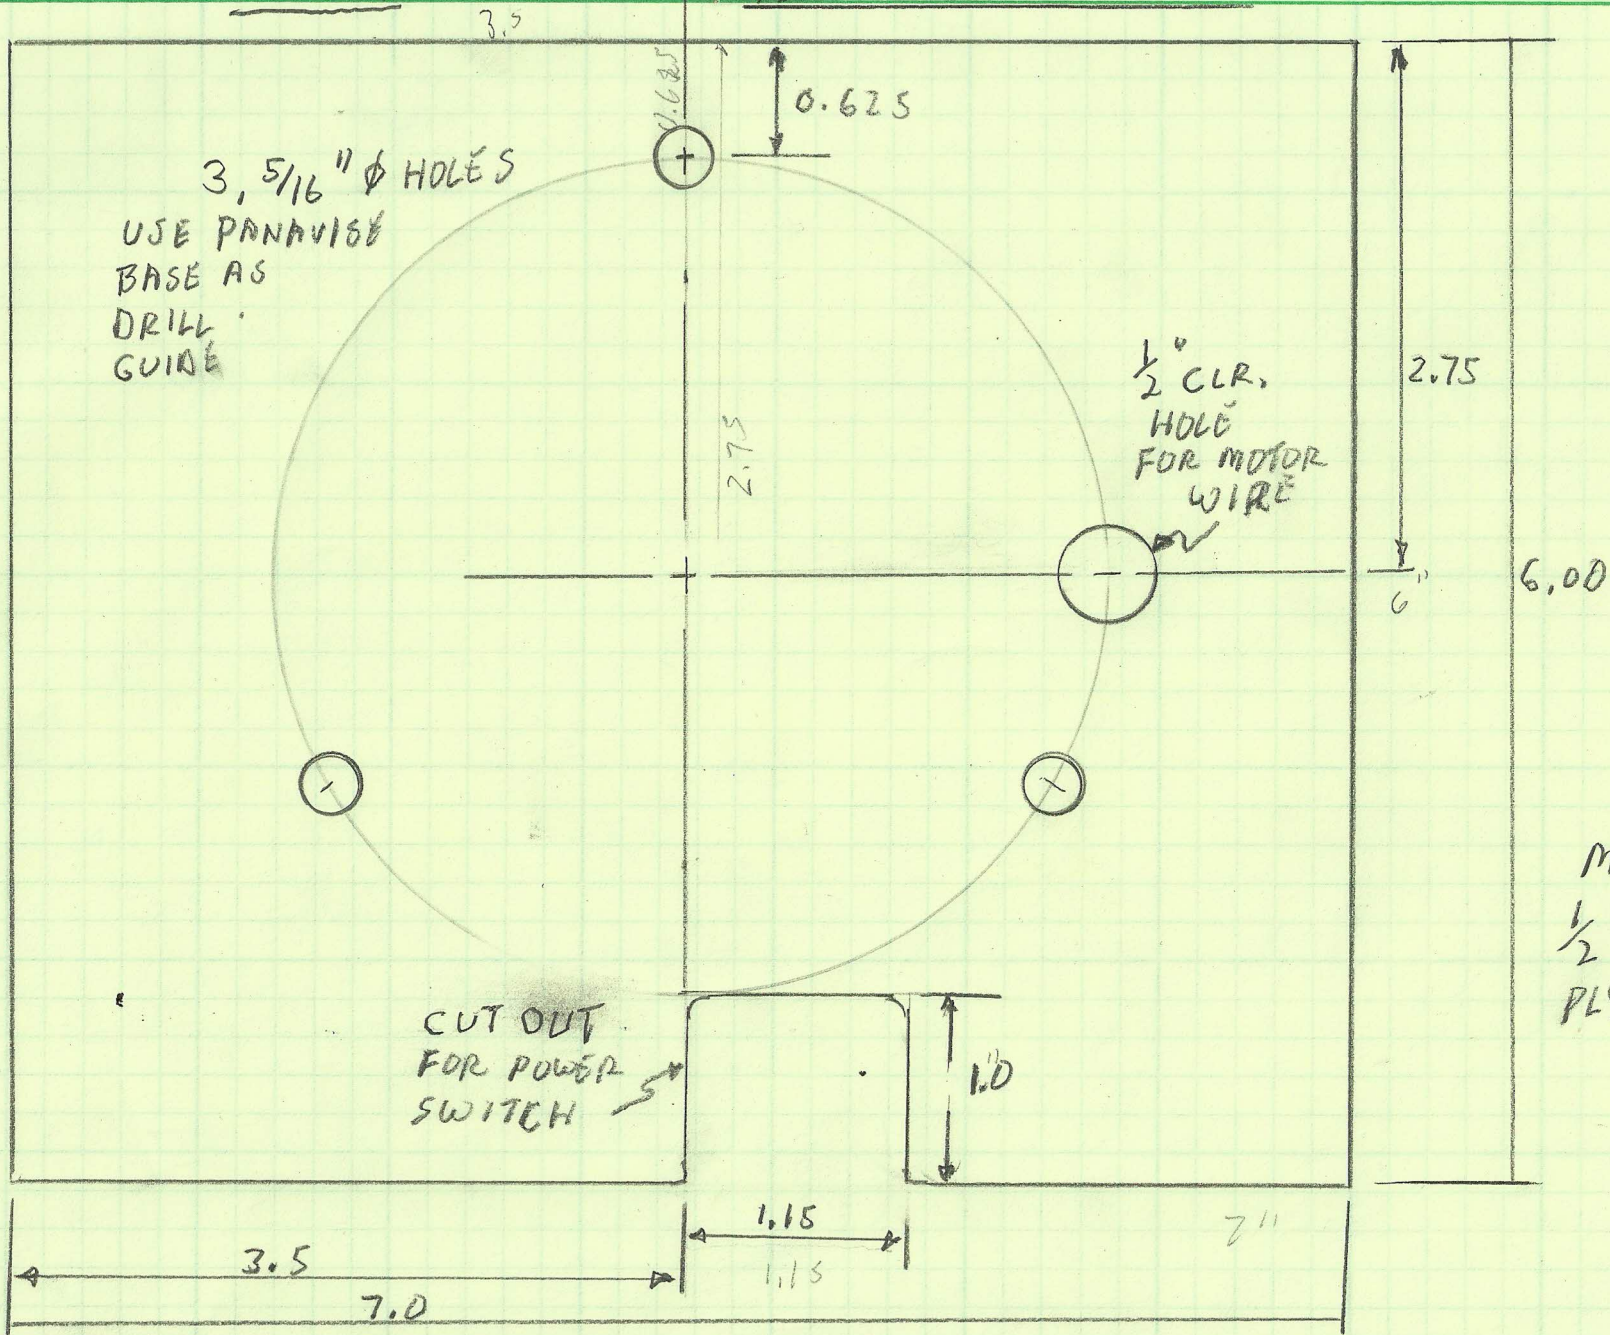 3.5
0.625
0.625
3, 5/16" ϕ HOLES
USE PANAVISE
BASE AS
DRILL
GUIDE
1/2" CLR.
HOLE
FOR MOTOR
WIRE
2.75
2.75
6"
6.00
1/2
CUT OUT
FOR POWER
SWITCH
1.0"
1.15
1.15
7"
3.5
7.0